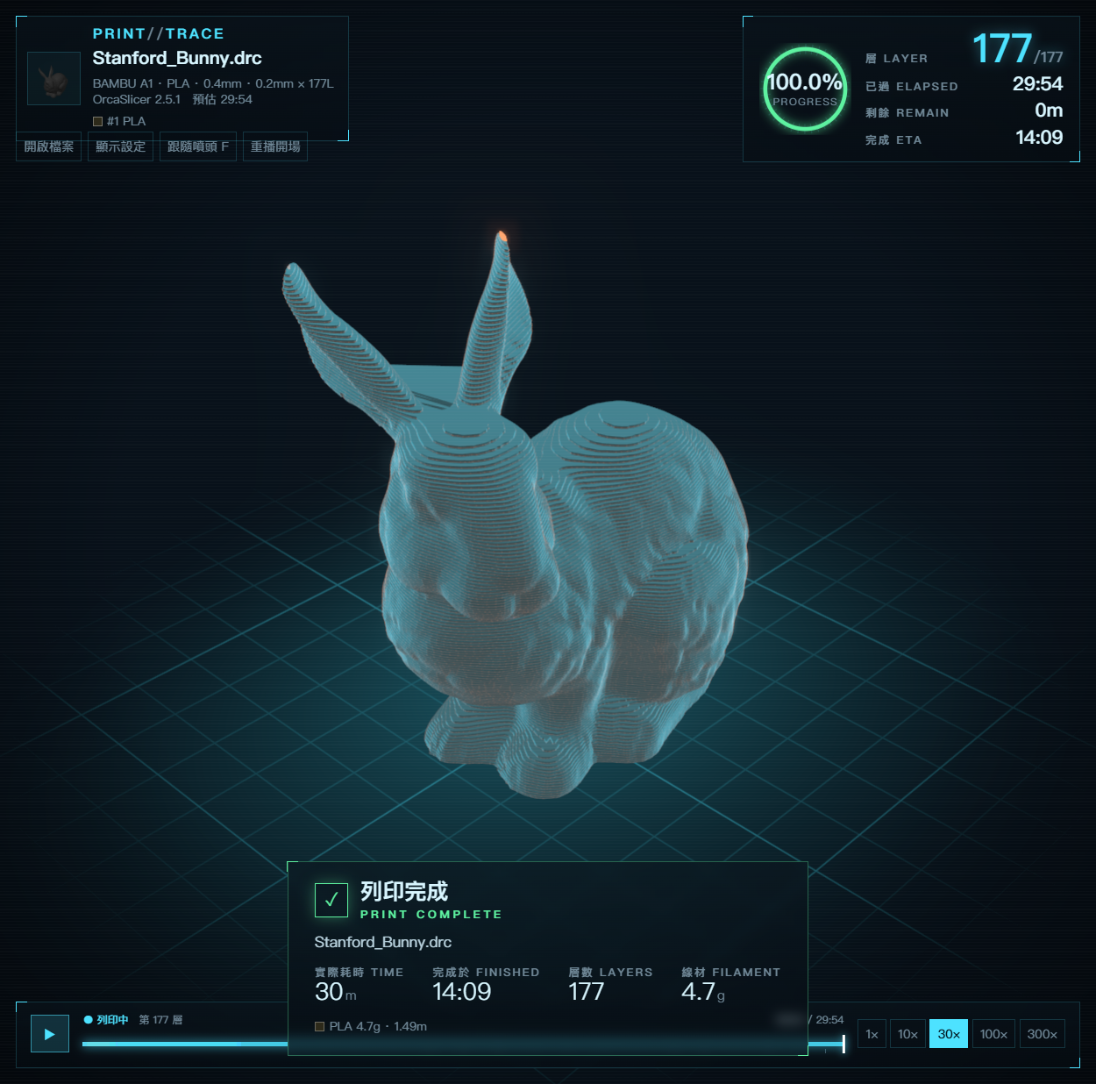 PRINT//TRACE
Stanford_Bunny.drc
BAMBU A1 · PLA · 0.4mm · 0.2mm × 177L
OrcaSlicer 2.5.1 預估 29:54
#1 PLA
開啟檔案 顯示設定 跟隨噴頭 F 重播開場
100.0%
PROGRESS
層 LAYER 177/177
已過 ELAPSED 29:54
剩餘 REMAIN 0m
完成 ETA 14:09
列印完成
PRINT COMPLETE
Stanford_Bunny.drc
實際耗時 TIME 完成於 FINISHED 層數 LAYERS 線材 FILAMENT
30m 14:09 177 4.7g
PLA 4.7g · 1.49m
列印中 第 177 層
/ 29:54
1× 10× 30× 100× 300×